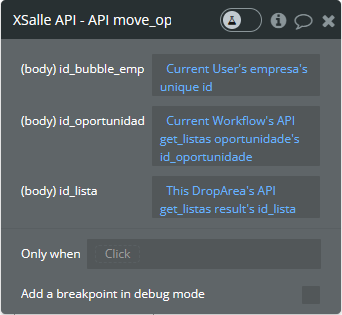 XSalle API - API move_op
(body) id_bubble_emp
Current User's empresa's
unique id
(body) id_oportunidad
Current Workflow's API
get_listas oportunidade's
id_oportunidade
(body) id_lista
This DropArea's API
get_listas result's id_lista
Only when
Click
Add a breakpoint in debug mode